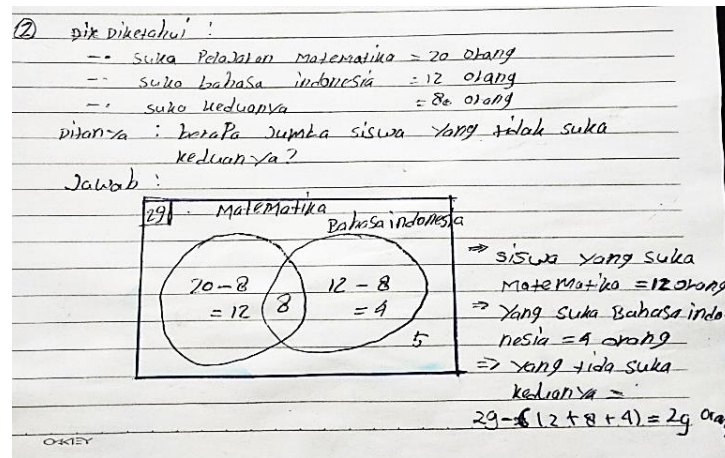 ② Dik Diketahui :
-. suka Pelajaran Matematika = 20 orang
-. suka bahasa indonesia = 12 orang
-. suka keduanya = 8 orang
Ditanya : beraPa Jumla siswa yang tidak suka
keduanya?
Jawab :
29 . Matematika
Bahasa indonesia
20-8
= 12
8
12 - 8
= 4
5
⇒ siswa yang suka
Matematika = 12 orang
⇒ Yang suka Bahasa indo
nesia = 4 orang
⇒ yang tida suka
keduanya =
29-(12+8+4) = 29 Oran
OKEY